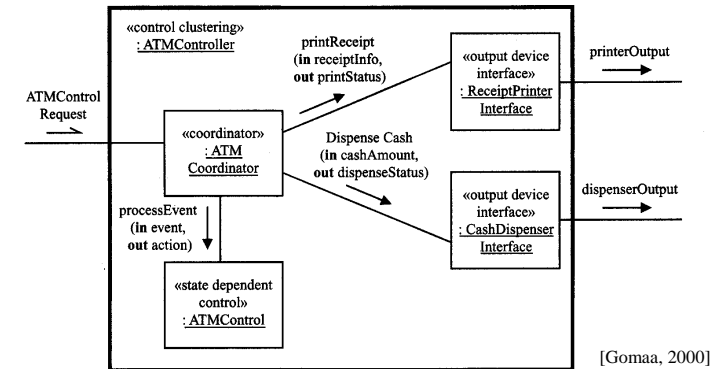 «control clustering»
: ATMController
printReceipt
(in receiptInfo,
out printStatus)
«output device
interface»
: ReceiptPrinter
Interface
printerOutput
ATMControl
Request
«coordinator»
: ATM
Coordinator
Dispense Cash
(in cashAmount,
out dispenseStatus)
«output device
interface»
: CashDispenser
Interface
dispenserOutput
processEvent
(in event,
out action)
«state dependent
control»
: ATMControl
[Gomaa, 2000]